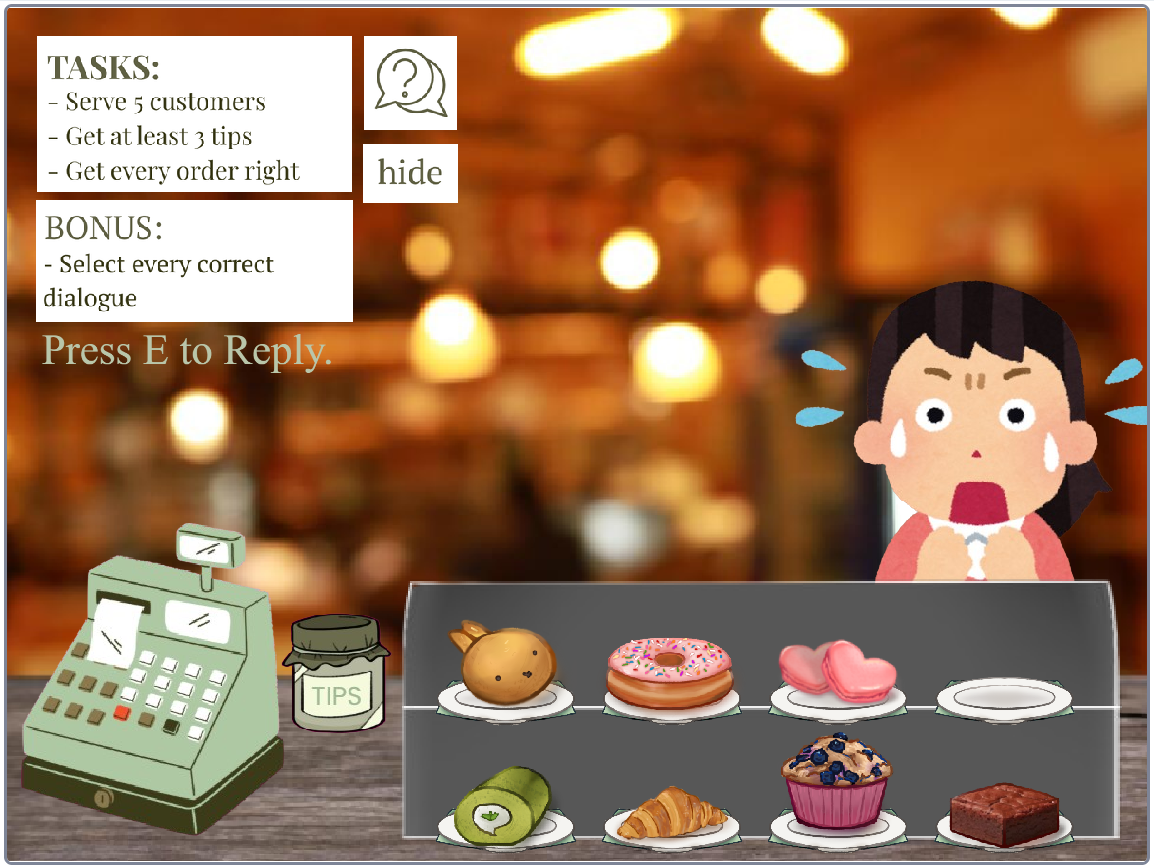 TASKS:
- Serve 5 customers
- Get at least 3 tips
- Get every order right
?
hide
BONUS:
- Select every correct
dialogue
Press E to Reply.
TIPS